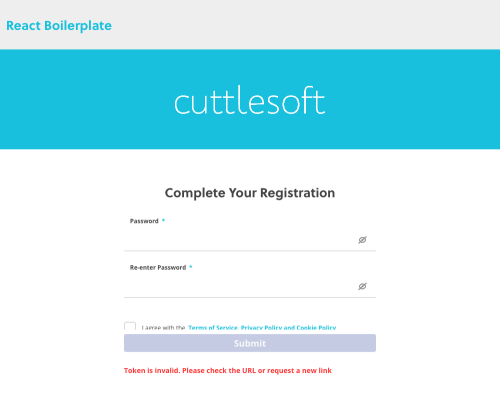 React Boilerplate
cuttlesoft
Complete Your Registration
Password *
Re-enter Password *
I agree with the Terms of Service, Privacy Policy and Cookie Policy
Submit
Token is invalid. Please check the URL or request a new link